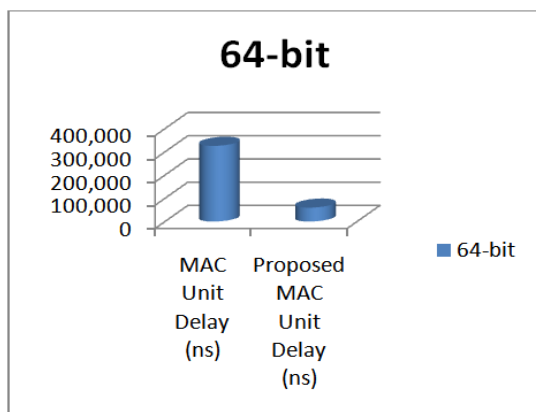 64-bit
400,000
300,000
200,000
100,000
0
MAC
Unit
Delay
(ns)
Proposed
MAC
Unit
Delay
(ns)
64-bit